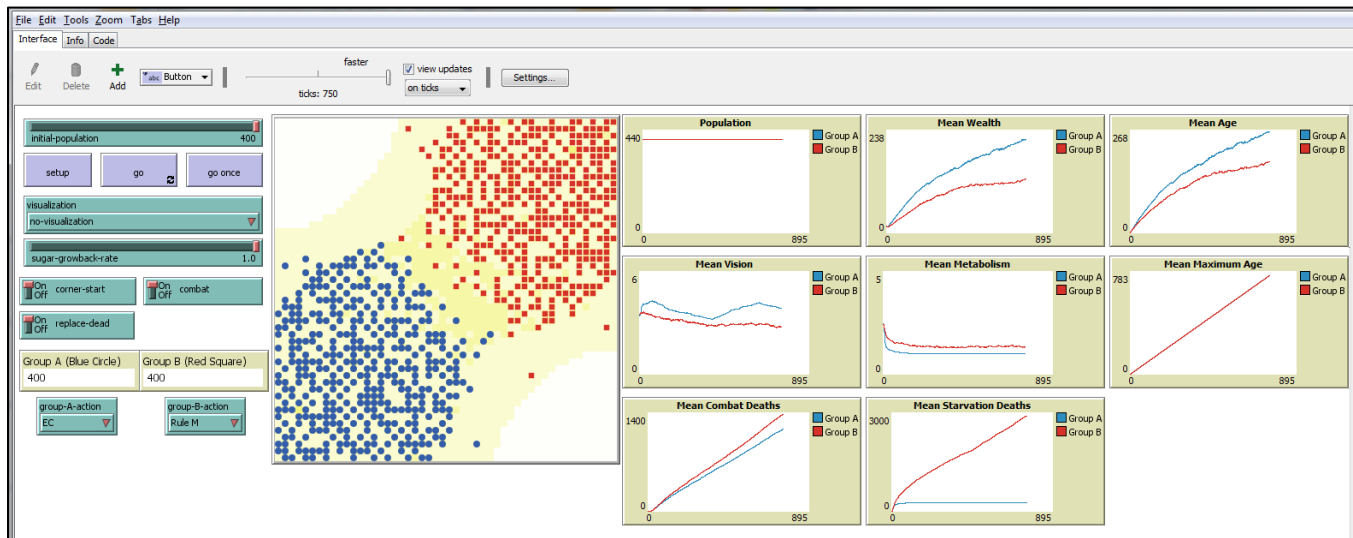 File Edit Tools Zoom Tabs Help
Interface Info Code
Edit Delete Add abc Button faster ticks: 750 view updates on ticks Settings...
initial-population 400
setup go go once
visualization
no-visualization
sugar-growback-rate 1.0
On Off corner-start On Off combat
On Off replace-dead
Group A (Blue Circle) Group B (Red Square)
400 400
group-A-action group-B-action
EC Rule M
Population
440 Group A
Group B
0
0 895
Mean Wealth
238 Group A
Group B
0
0 895
Mean Age
268 Group A
Group B
0
0 895
Mean Vision
6 Group A
Group B
0
0 895
Mean Metabolism
5 Group A
Group B
0
0 895
Mean Maximum Age
783 Group A
Group B
0
0 895
Mean Combat Deaths
1400 Group A
Group B
0
0 895
Mean Starvation Deaths
3000 Group A
Group B
0
0 895